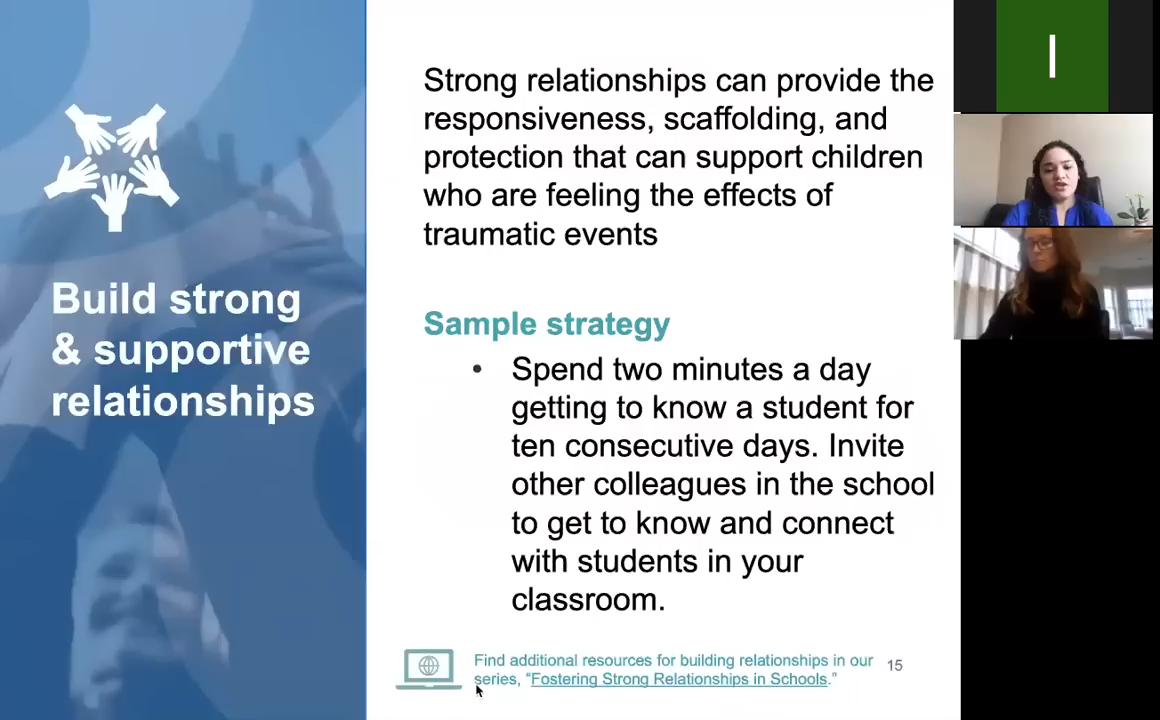 Build strong
& supportive
relationships
Strong relationships can provide the
responsiveness, scaffolding, and
protection that can support children
who are feeling the effects of
traumatic events
Sample strategy
• Spend two minutes a day
getting to know a student for
ten consecutive days. Invite
other colleagues in the school
to get to know and connect
with students in your
classroom.
Find additional resources for building relationships in our
series, “Fostering Strong Relationships in Schools.”
15
I